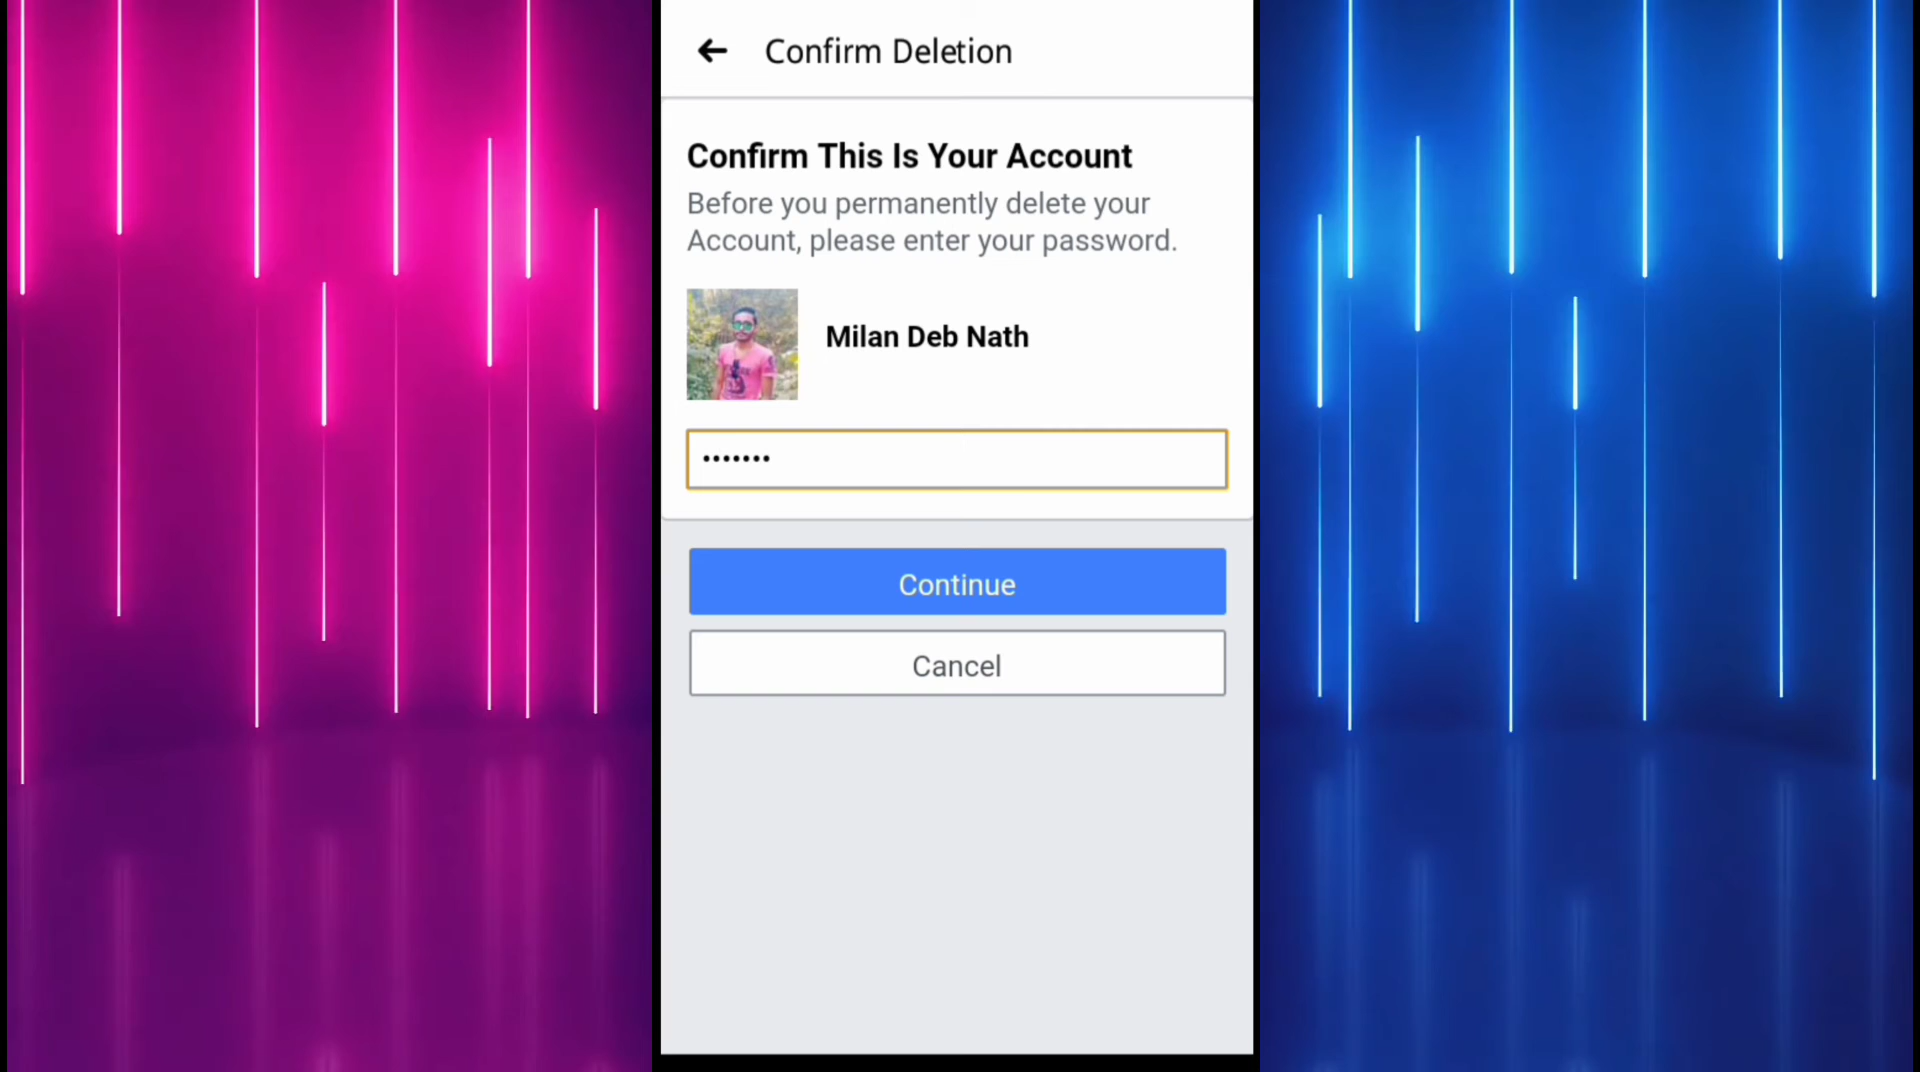 Confirm Deletion
Confirm This Is Your Account
Before you permanently delete your
Account, please enter your password.
Milan Deb Nath
•••••••
Continue
Cancel